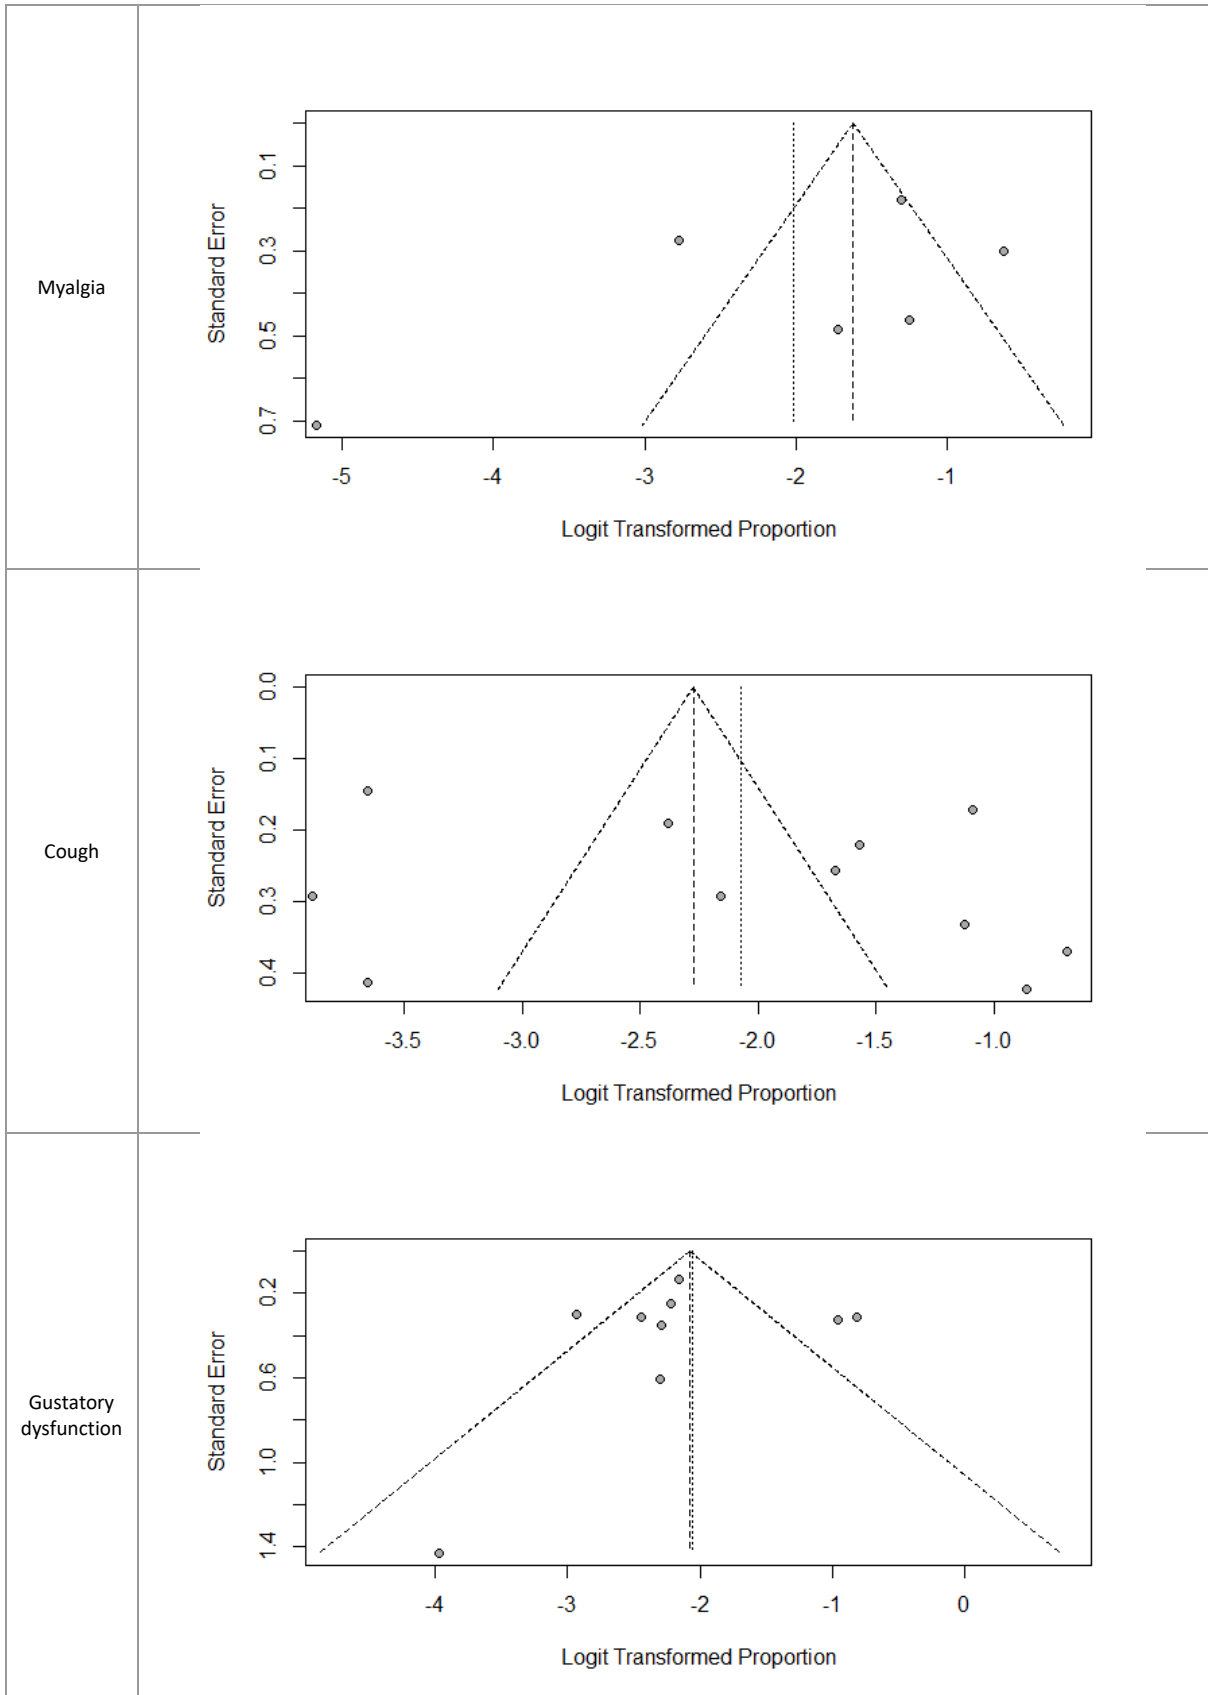 Myalgia
Standard Error
0.1
0.3
0.5
0.7
-5 -4 -3 -2 -1
Logit Transformed Proportion
Cough
Standard Error
0.0
0.1
0.2
0.3
0.4
-3.5 -3.0 -2.5 -2.0 -1.5 -1.0
Logit Transformed Proportion
Gustatory
dysfunction
Standard Error
0.2
0.6
1.0
1.4
-4 -3 -2 -1 0
Logit Transformed Proportion